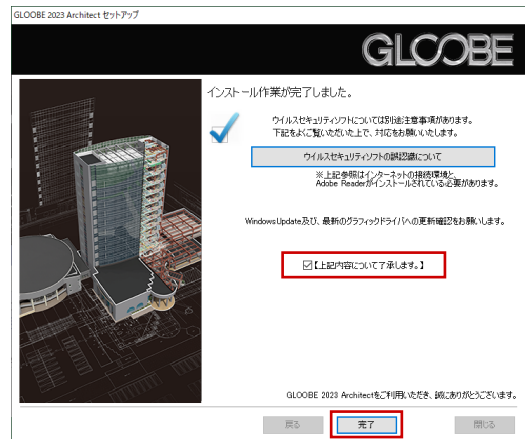 GLOOBE 2023 Architect セットアップ
GLOOBE
インストール作業が完了しました。
ウイルスセキュリティソフトについては別途注意事項があります。
下記をよくご覧いただいた上で、対応をお願いいたします。
ウイルスセキュリティソフトの誤認識について
※上記参照はインターネットの接続環境と、
Adobe Readerがインストールされている必要があります。
WindowsUpdate及び、最新のグラフィックドライバへの更新確認をお願いします。
【上記内容について了承します。】
GLOOBE 2023 Architectをご利用いただき、誠にありがとうございます。
戻る
完了
閉じる